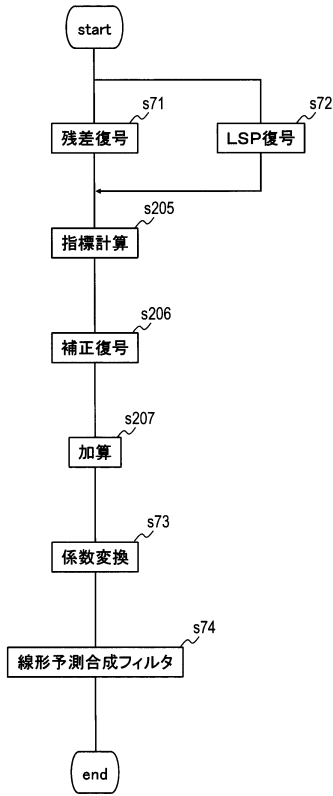 start
s71
s72
残差復号
LSP復号
s205
指標計算
s206
補正復号
s207
加算
s73
係数変換
s74
線形予測合成フィルタ
end